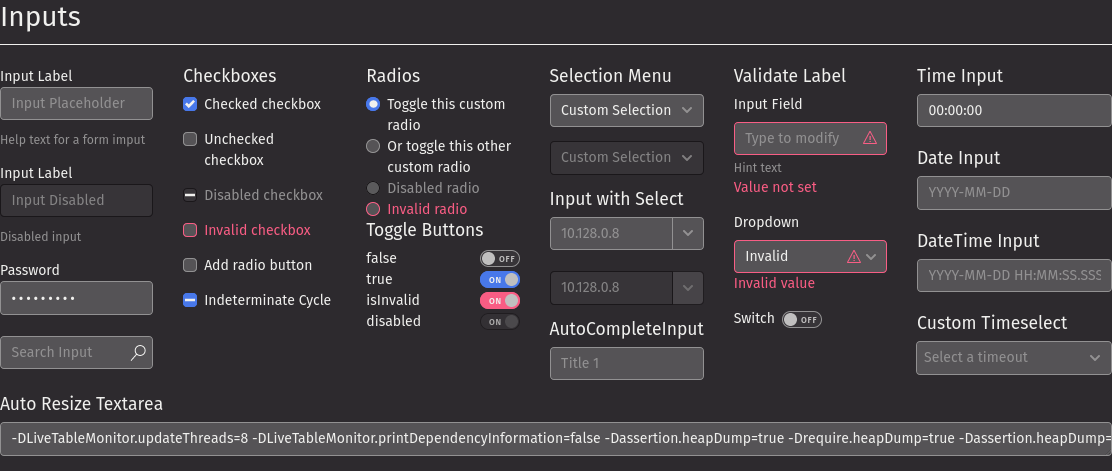 Inputs
Input Label
Input Placeholder
Help text for a form imput
Input Label
Input Disabled
Disabled input
Password
•••••••••
Search Input
Checkboxes
Checked checkbox
Unchecked
checkbox
Disabled checkbox
Invalid checkbox
Add radio button
Indeterminate Cycle
Radios
Toggle this custom
radio
Or toggle this other
custom radio
Disabled radio
Invalid radio
Toggle Buttons
false OFF
true ON
isInvalid ON
disabled ON
Selection Menu
Custom Selection
Custom Selection
Input with Select
10.128.0.8
10.128.0.8
AutoCompleteInput
Title 1
Validate Label
Input Field
Type to modify
Hint text
Value not set
Dropdown
Invalid
Invalid value
Switch OFF
Time Input
00:00:00
Date Input
YYYY-MM-DD
DateTime Input
YYYY-MM-DD HH:MM:SS.SSS
Custom Timeselect
Select a timeout
Auto Resize Textarea
-DLiveTableMonitor.updateThreads=8 -DLiveTableMonitor.printDependencyInformation=false -Dassertion.heapDump=true -Drequire.heapDump=true -Dassertion.heapDump=